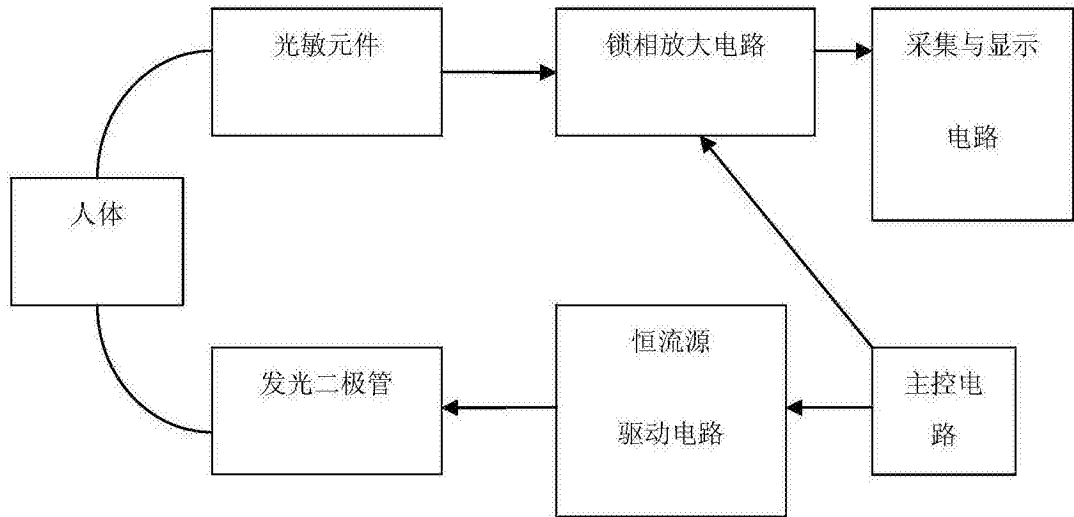 光敏元件
锁相放大电路
采集与显示
电路
人体
发光二极管
恒流源
驱动电路
主控电
路